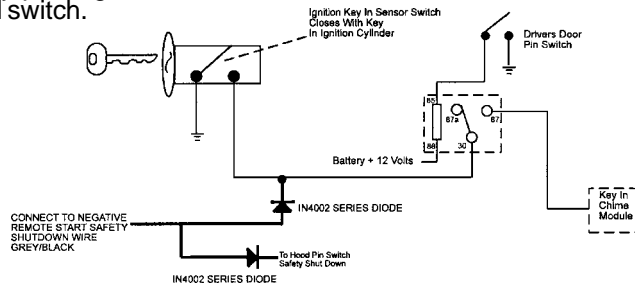 switch.
Ignition Key In Sensor Switch
Closes With Key
In Ignition Cylinder
Drivers Door
Pin Switch
85
87a
87
86
30
Battery + 12 Volts
Key In
Chime
Module
IN4002 SERIES DIODE
CONNECT TO NEGATIVE
REMOTE START SAFETY
SHUTDOWN WIRE
GREY/BLACK
To Hood Pin Switch
Safety Shut Down
IN4002 SERIES DIODE